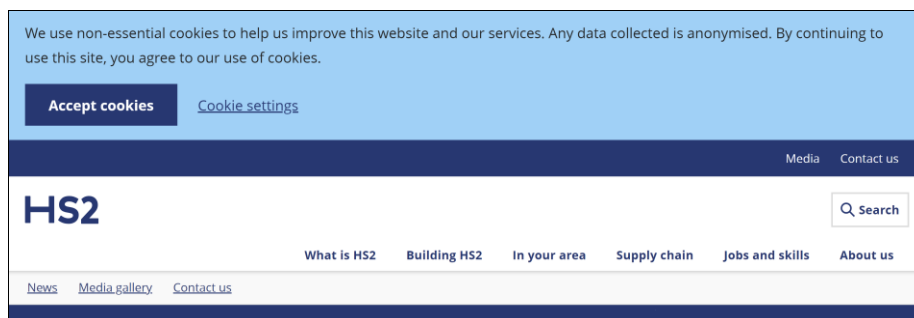 We use non-essential cookies to help us improve this website and our services. Any data collected is anonymised. By continuing to
use this site, you agree to our use of cookies.
Accept cookies Cookie settings
Media Contact us
HS2
Search
What is HS2 Building HS2 In your area Supply chain Jobs and skills About us
News Media gallery Contact us